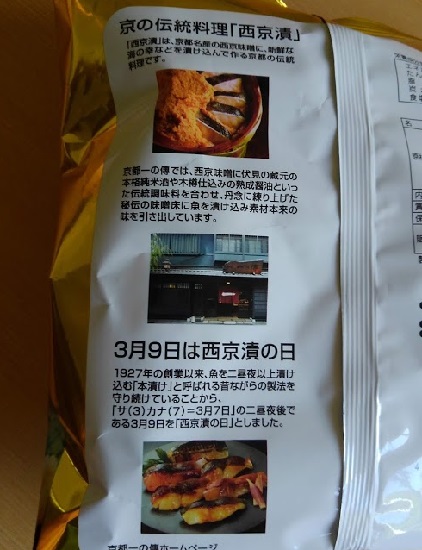 京の伝統料理「西京漬」
「西京漬」は、京都名産の西京味噌に、新鮮な
海の幸などを漬け込んで作る京都の伝統
料理です。
京都一の傳では、西京味噌に伏見の蔵元の
本格純米酒や木樽仕込みの熟成醤油といっ
た伝統調味料を合わせ、丹念に練り上げた
秘伝の味噌床に魚を漬け込み素材本来の
味を引き出しています。
3月9日は西京漬の日
1927年の創業以来、魚を二昼夜以上漬け
込む「本漬け」と呼ばれる昔ながらの製法を
守り続けていることから、
「サ(3)カナ(7)=3月7日」の二昼夜後で
ある3月9日を「西京漬の日」としました。
京都一の傳ホームページ